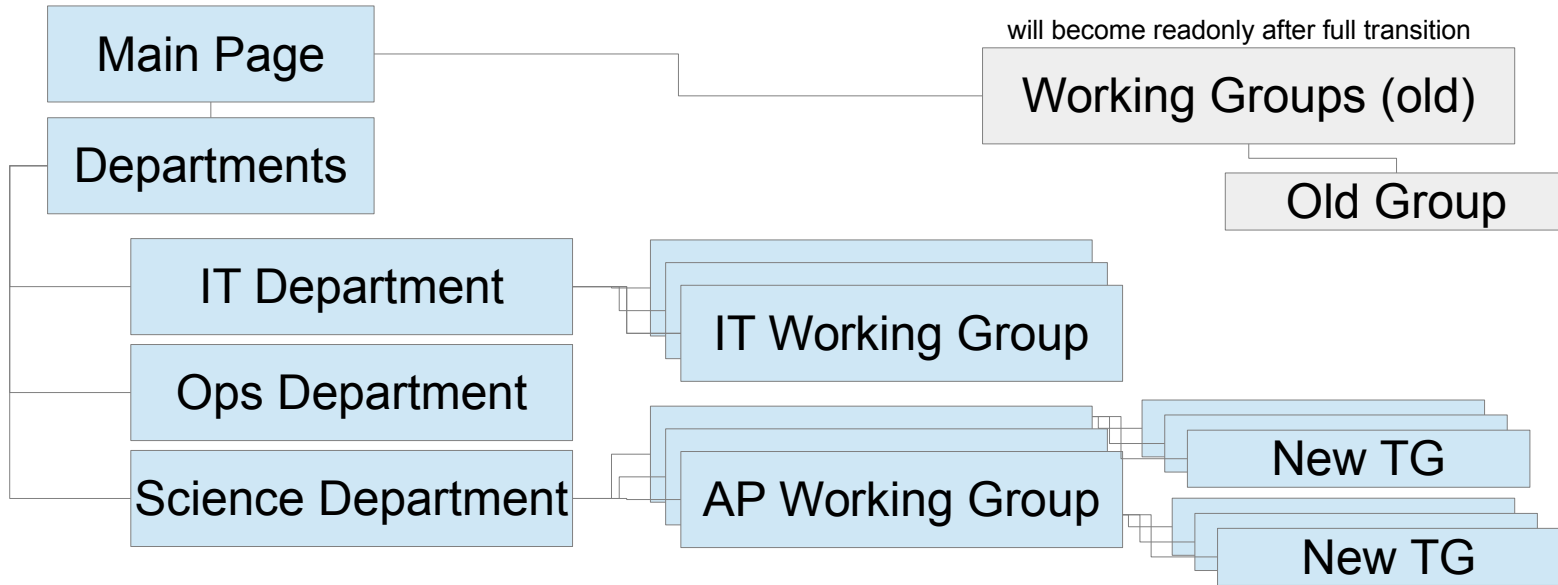 Main Page
will become readonly after full transition
Working Groups (old)
Departments
Old Group
IT Department
IT Working Group
Ops Department
Science Department
AP Working Group
New TG
New TG